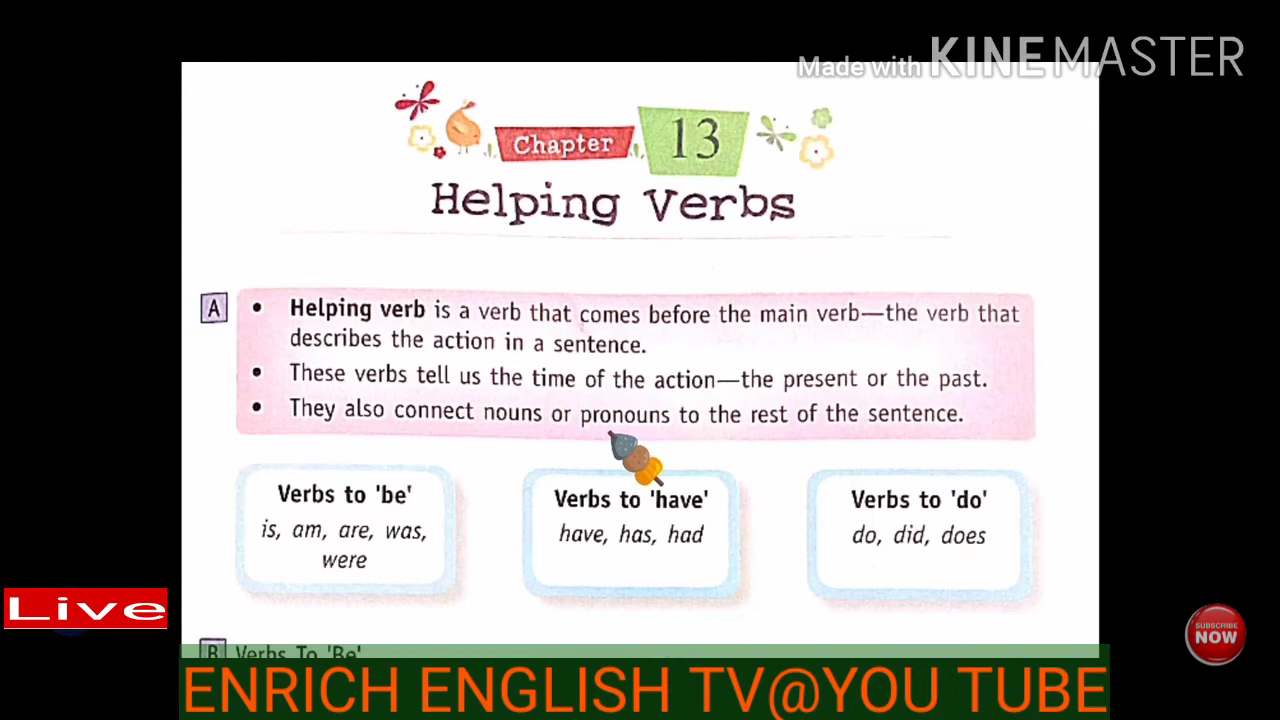 Made with KINEMASTER
Chapter 13
Helping Verbs
A
• Helping verb is a verb that comes before the main verb—the verb that
describes the action in a sentence.
• These verbs tell us the time of the action—the present or the past.
• They also connect nouns or pronouns to the rest of the sentence.
Verbs to 'be'
is, am, are, was,
were
Verbs to 'have'
have, has, had
Verbs to 'do'
do, did, does
Live
SUBSCRIBE
NOW
B Verbs To 'Be'
ENRICH ENGLISH TV@YOU TUBE